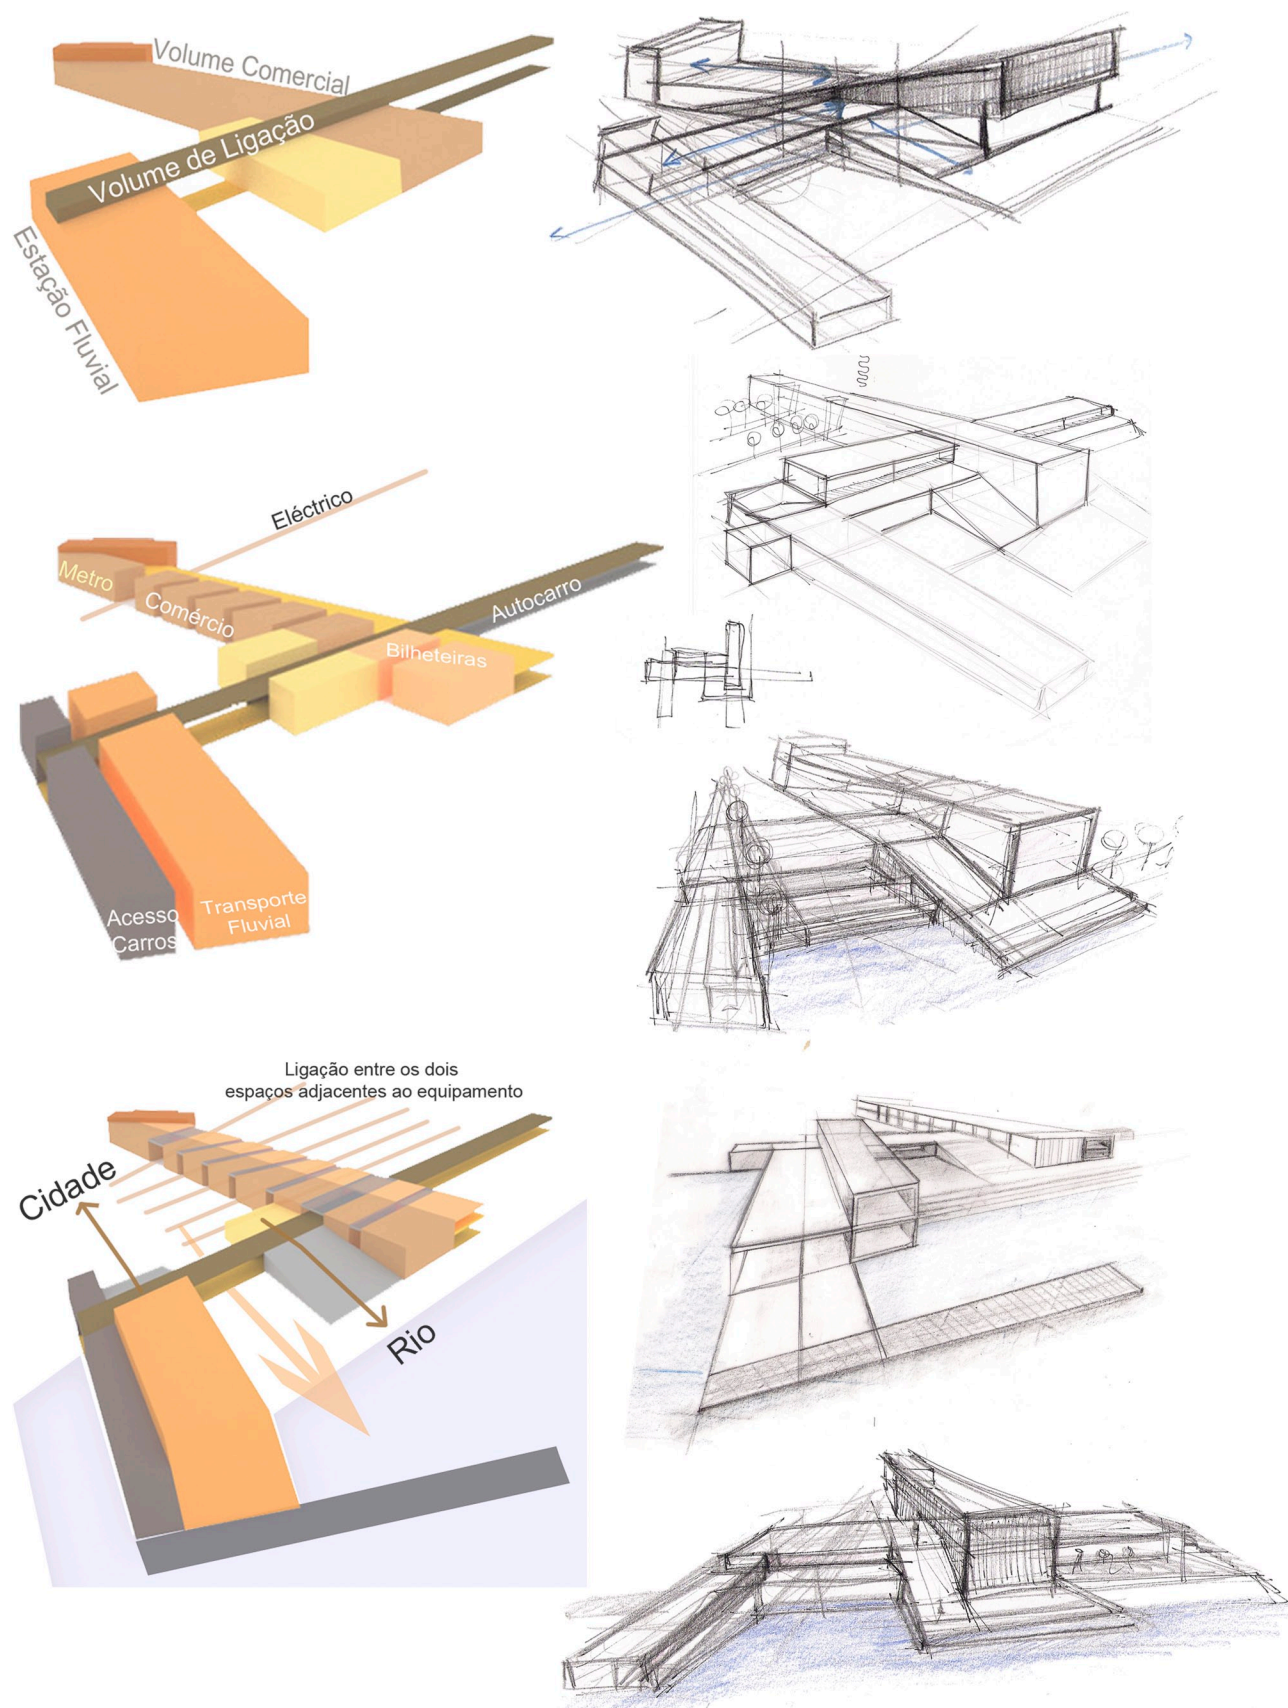 Volume Comercial
Volume de Ligação
Estação Fluvial
Eléctrico
Metro
Comércio
Autocarro
Bilheteiras
Acesso
Carros
Transporte
Fluvial
Ligação entre os dois
espaços adjacentes ao equipamento
Cidade
Rio